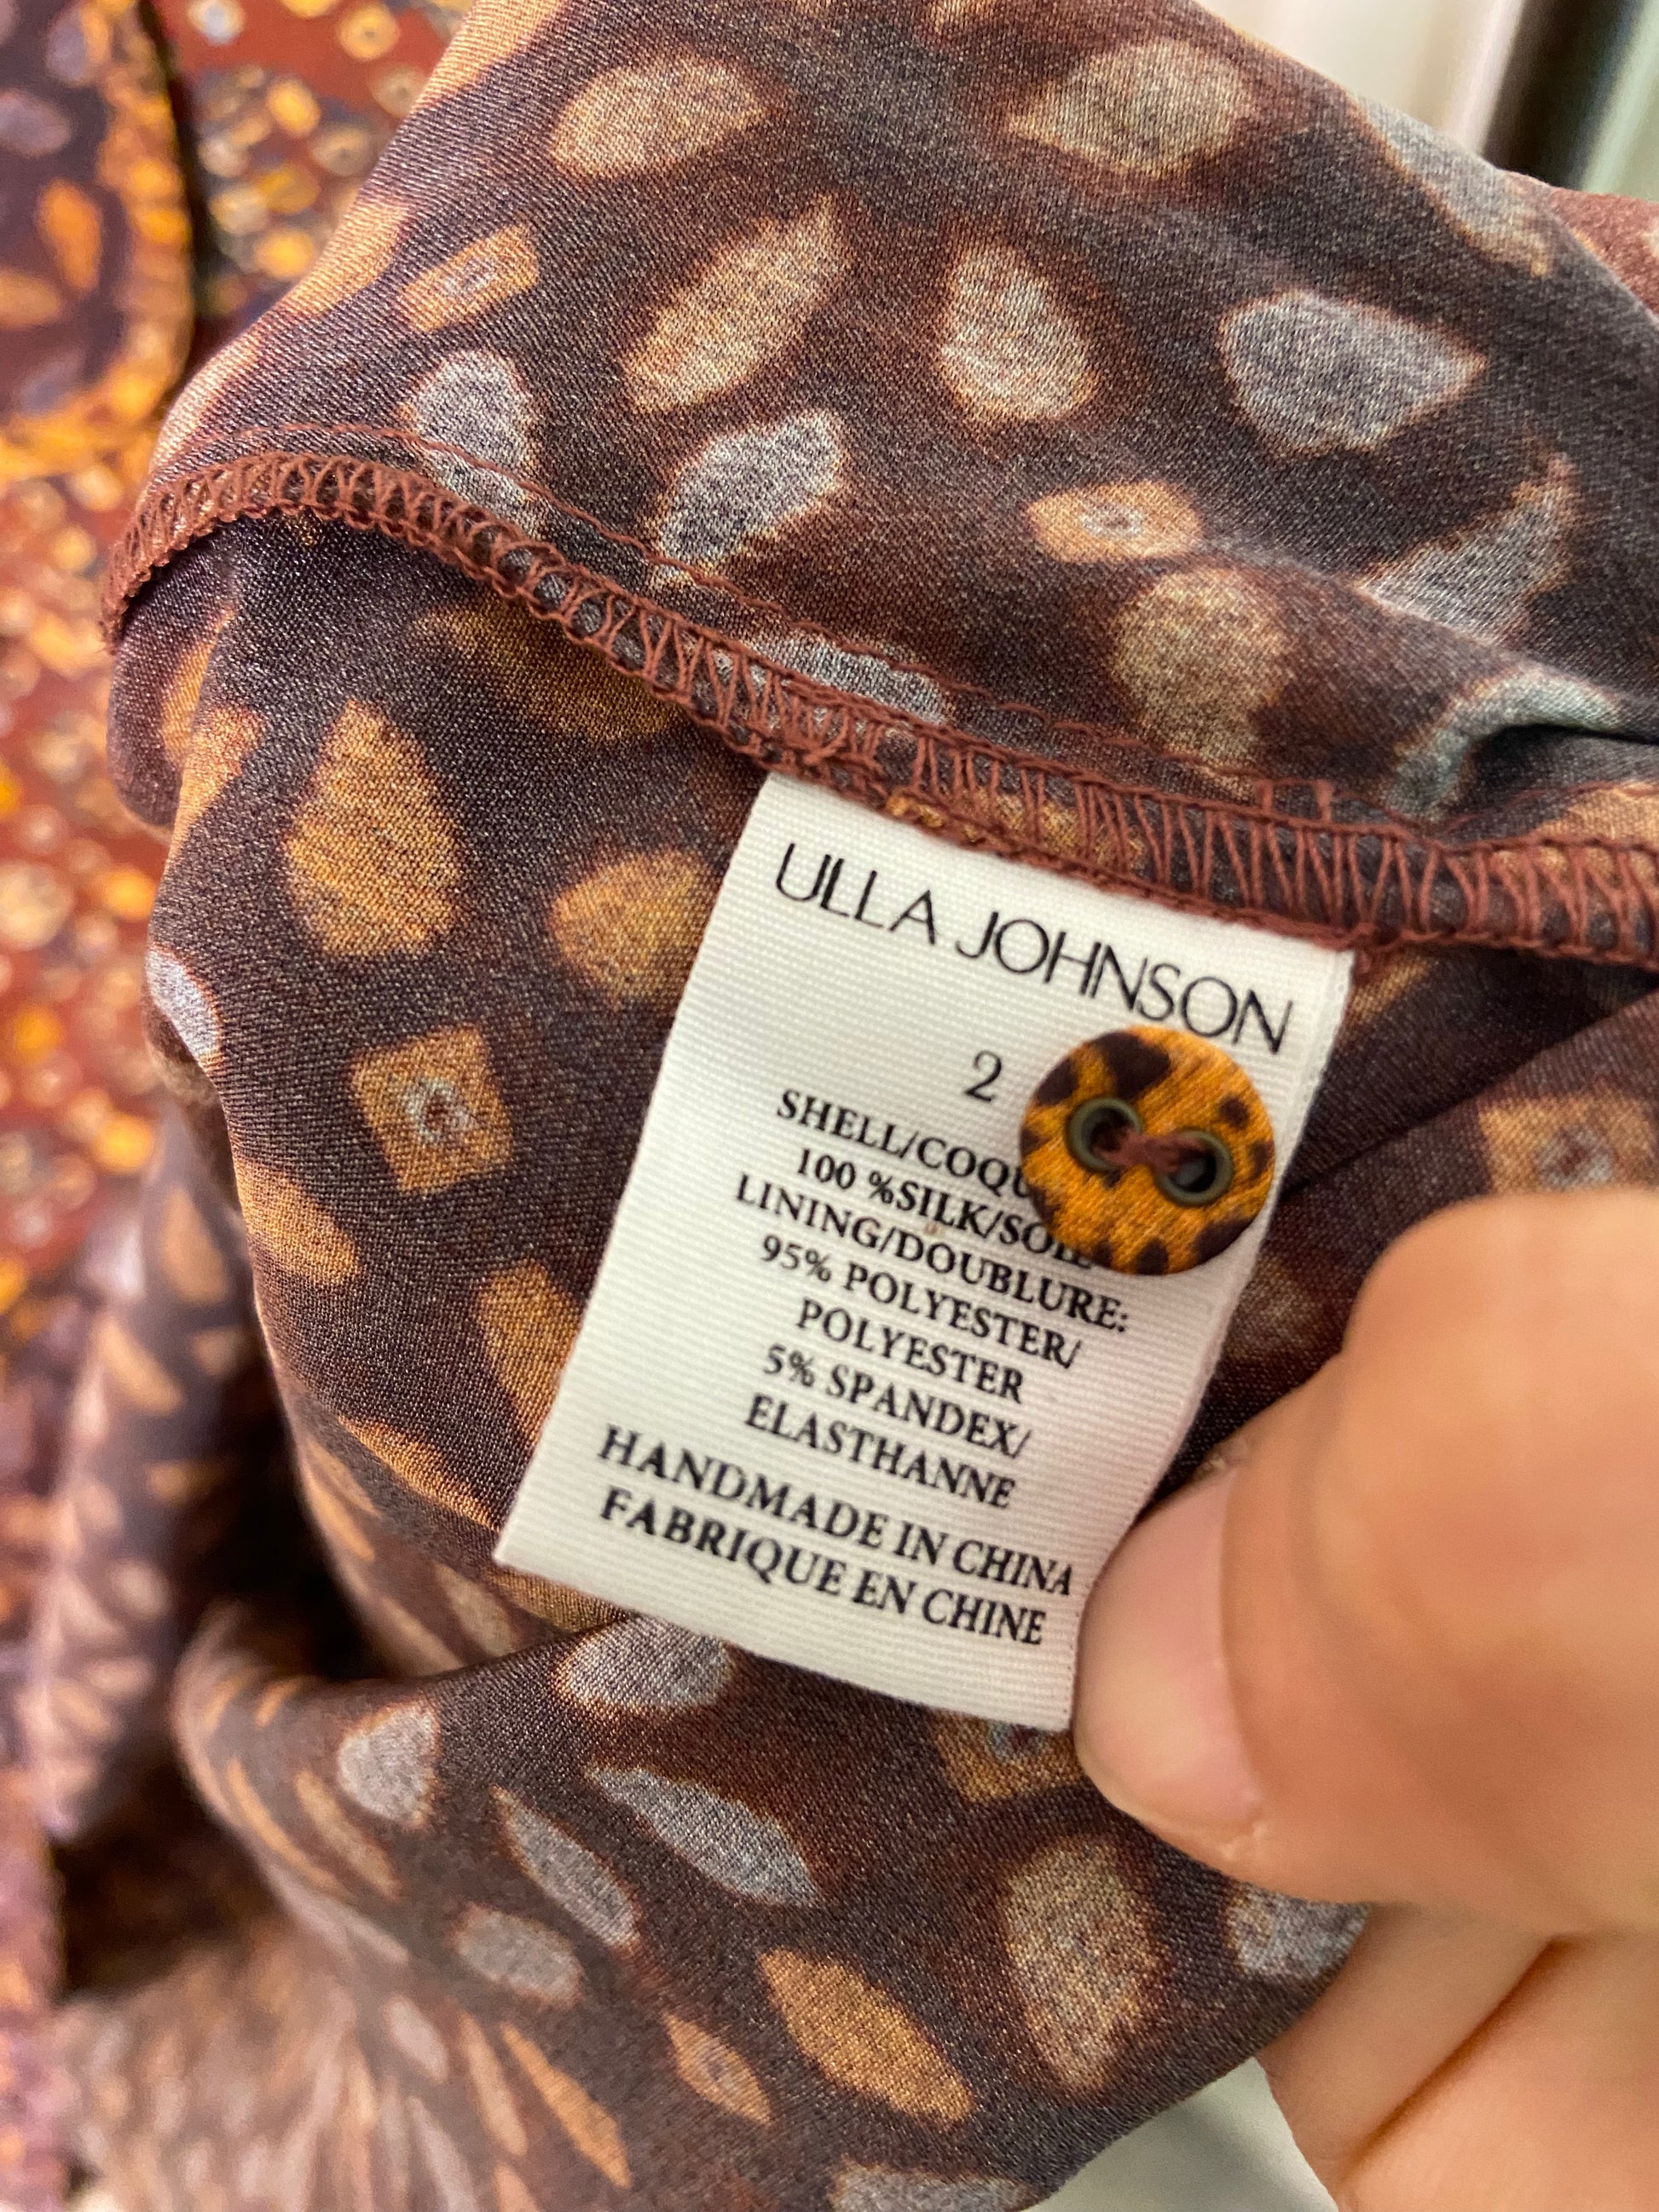 ULLA JOHNSON
2
SHELL/COQU
100 %SILK/SOIE
LINING/DOUBLURE:
95% POLYESTER/
POLYESTER
5% SPANDEX/
ELASTHANNE
HANDMADE IN CHINA
FABRIQUE EN CHINE